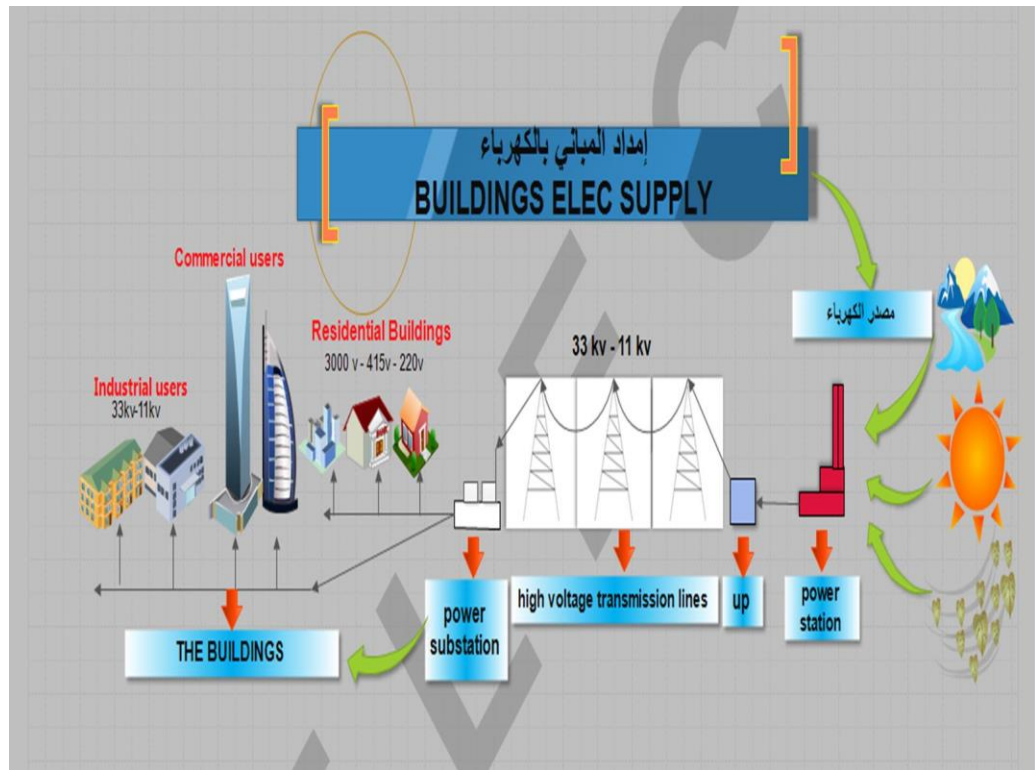 إمداد المباني بالكهرباء
BUILDINGS ELEC SUPPLY
مصدر الكهرباء
Commercial users
Residential Buildings
3000 v - 415v - 220v
33 kv - 11 kv
Industrial users
33kv-11kv
THE BUILDINGS
power
substation
high voltage transmission lines
up
power
station